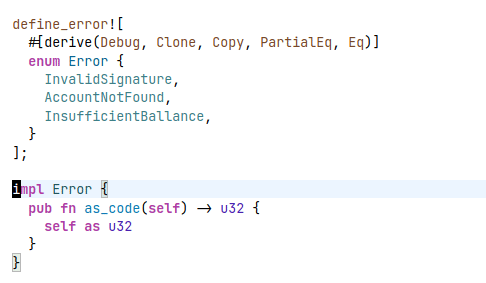 define_error![
  #[derive(Debug, Clone, Copy, PartialEq, Eq)]
  enum Error {
    InvalidSignature,
    AccountNotFound,
    InsufficientBallance,
  }
];

impl Error {
  pub fn as_code(self) -> u32 {
    self as u32
  }
}